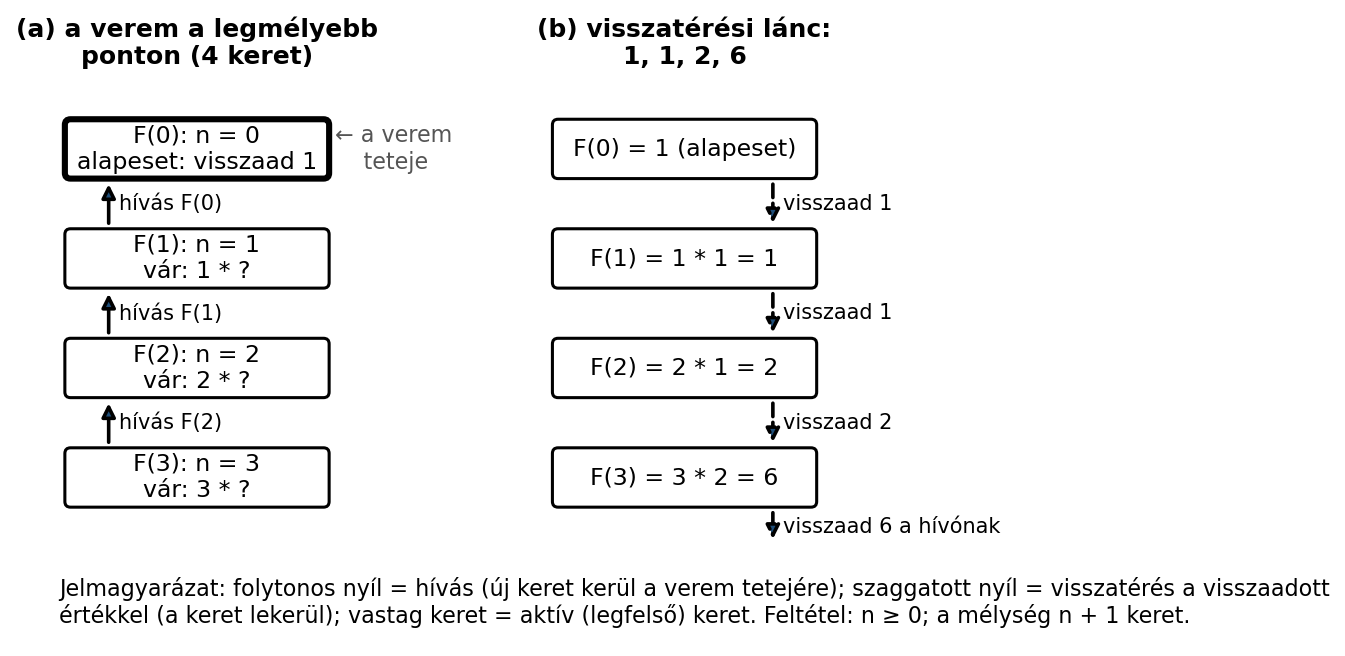 (a) a verem a legmélyebb
ponton (4 keret)
F(0): n = 0
alapeset: visszaad 1
← a verem
teteje
hívás F(0)
F(1): n = 1
vár: 1 * ?
hívás F(1)
F(2): n = 2
vár: 2 * ?
hívás F(2)
F(3): n = 3
vár: 3 * ?
(b) visszatérési lánc:
1, 1, 2, 6
F(0) = 1 (alapeset)
visszaad 1
F(1) = 1 * 1 = 1
visszaad 1
F(2) = 2 * 1 = 2
visszaad 2
F(3) = 3 * 2 = 6
visszaad 6 a hívónak
Jelmagyarázat: folytonos nyíl = hívás (új keret kerül a verem tetejére); szaggatott nyíl = visszatérés a visszaadott
értékkel (a keret lekerül); vastag keret = aktív (legfelső) keret. Feltétel: n ≥ 0; a mélység n + 1 keret.